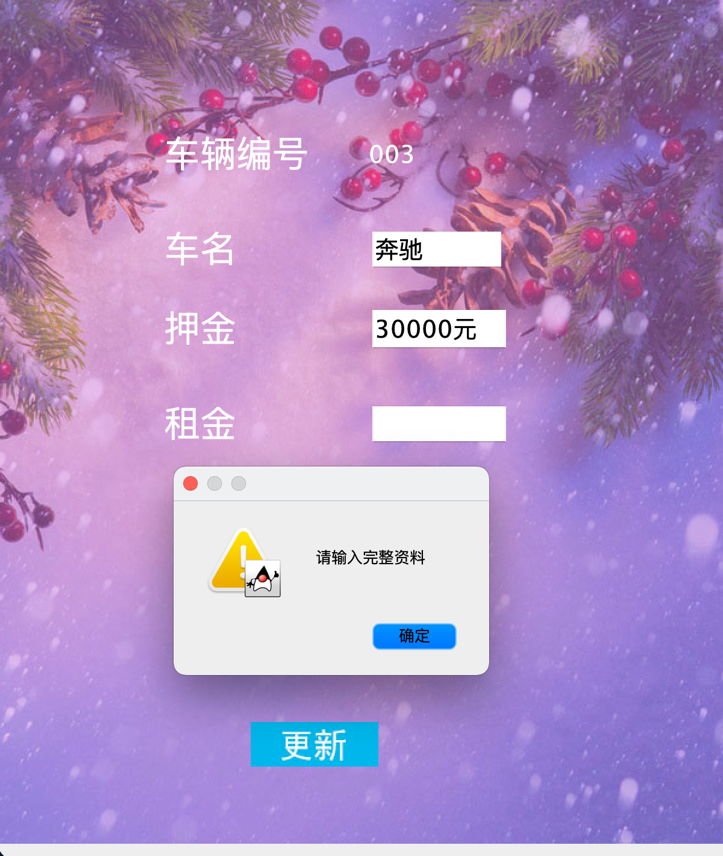 车辆编号 003
车名 奔驰
押金 30000元
租金
请输入完整资料
确定
更新